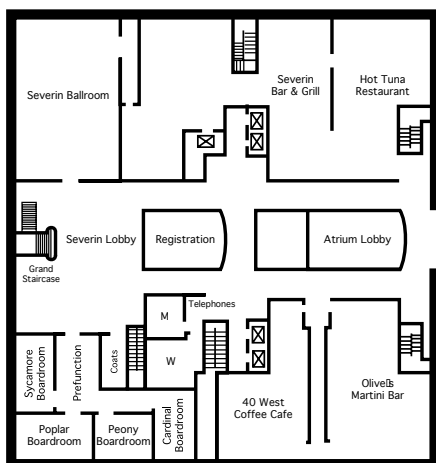 Severin Ballroom
Severin
Bar & Grill
Hot Tuna
Restaurant
Severin Lobby
Registration
Atrium Lobby
Grand
Staircase
Telephones
M
W
Coats
Prefunction
Sycamore
Boardroom
Poplar
Boardroom
Peony
Boardroom
Cardinal
Boardroom
40 West
Coffee Cafe
Olive▯s
Martini Bar